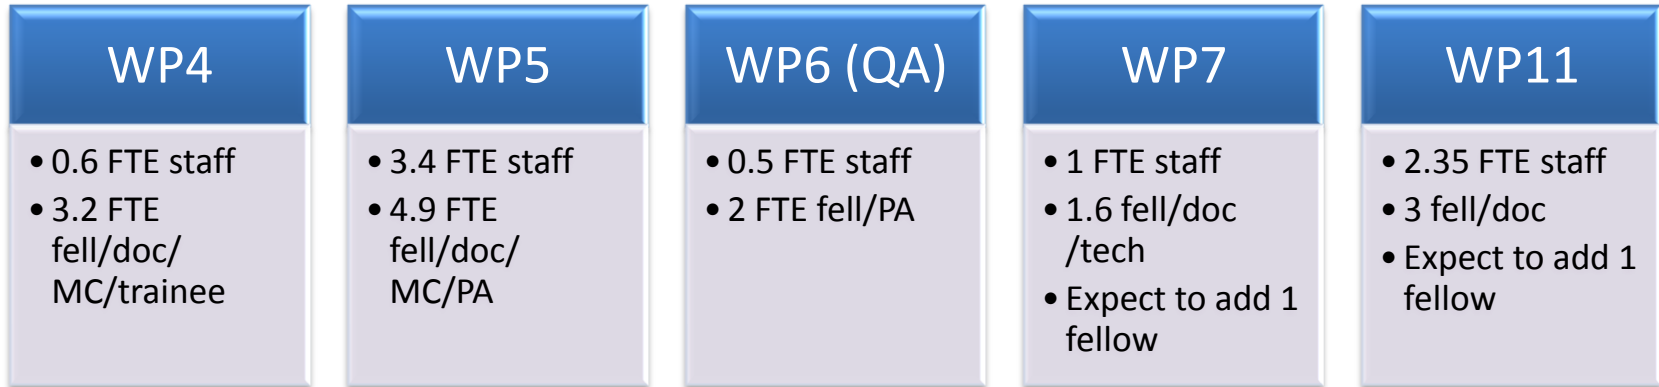 WP4
• 0.6 FTE staff
• 3.2 FTE
fell/doc/
MC/trainee
WP5
• 3.4 FTE staff
• 4.9 FTE
fell/doc/
MC/PA
WP6 (QA)
• 0.5 FTE staff
• 2 FTE fell/PA
WP7
• 1 FTE staff
• 1.6 fell/doc
/tech
• Expect to add 1
fellow
WP11
• 2.35 FTE staff
• 3 fell/doc
• Expect to add 1
fellow